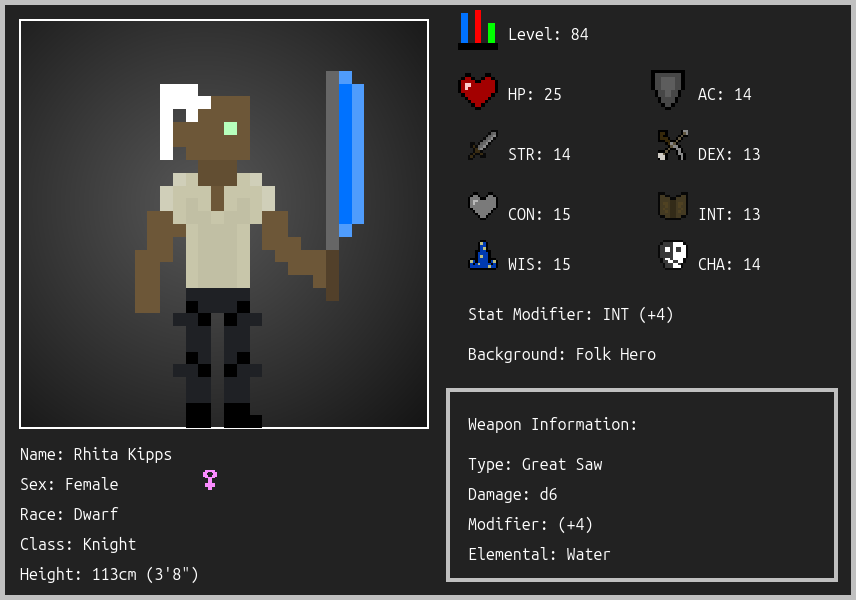 Level: 84
HP: 25
AC: 14
STR: 14
DEX: 13
CON: 15
INT: 13
WIS: 15
CHA: 14
Stat Modifier: INT (+4)
Background: Folk Hero
Weapon Information:
Type: Great Saw
Damage: d6
Modifier: (+4)
Elemental: Water
Name: Rhita Kipps
Sex: Female
Race: Dwarf
Class: Knight
Height: 113cm (3'8")